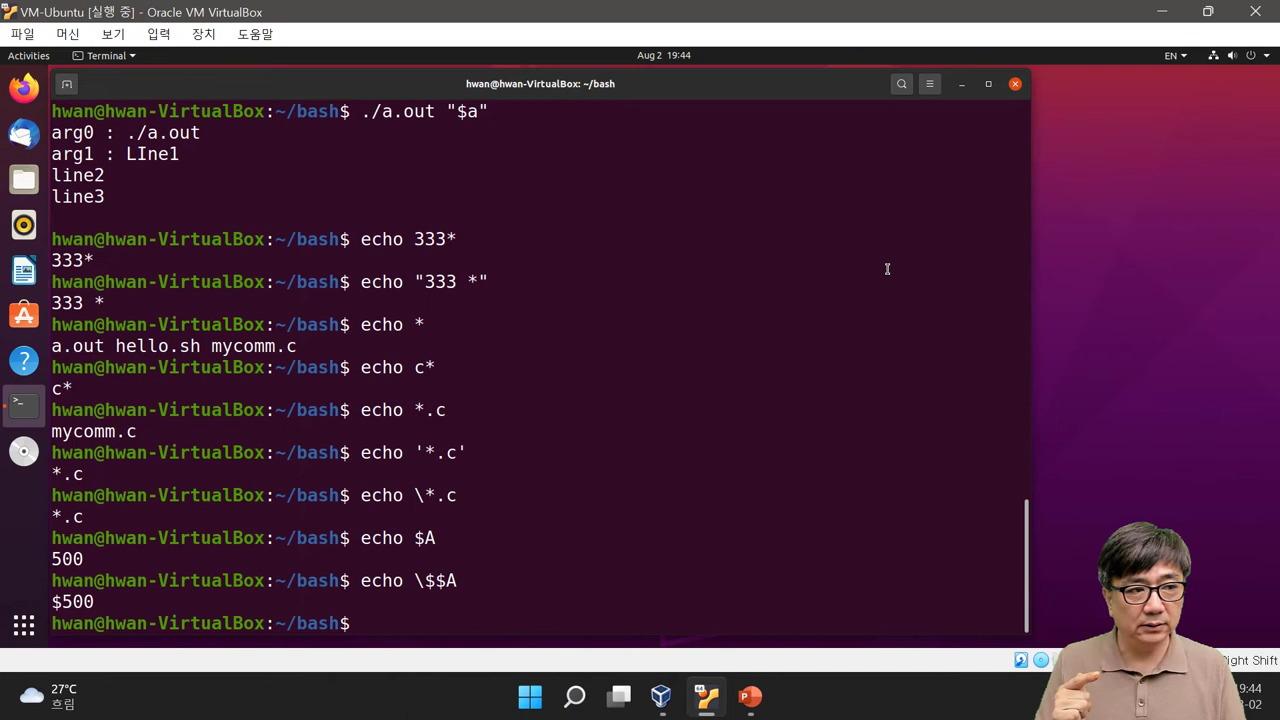 VM-Ubuntu [실행 중] - Oracle VM VirtualBox
파일 머신 보기 입력 장치 도움말
Activities Terminal Aug 2 19:44 EN
hwan@hwan-VirtualBox: ~/bash
hwan@hwan-VirtualBox:~/bash$ ./a.out "$a"
arg0 : ./a.out
arg1 : LIne1
line2
line3
hwan@hwan-VirtualBox:~/bash$ echo 333*
333*
hwan@hwan-VirtualBox:~/bash$ echo "333 *"
333 *
hwan@hwan-VirtualBox:~/bash$ echo *
a.out hello.sh mycomm.c
hwan@hwan-VirtualBox:~/bash$ echo c*
c*
hwan@hwan-VirtualBox:~/bash$ echo *.c
mycomm.c
hwan@hwan-VirtualBox:~/bash$ echo '*.c'
*.c
hwan@hwan-VirtualBox:~/bash$ echo \*.c
*.c
hwan@hwan-VirtualBox:~/bash$ echo $A
500
hwan@hwan-VirtualBox:~/bash$ echo \$$A
$500
hwan@hwan-VirtualBox:~/bash$
Right Shift
27°C
흐림
19:44
-02